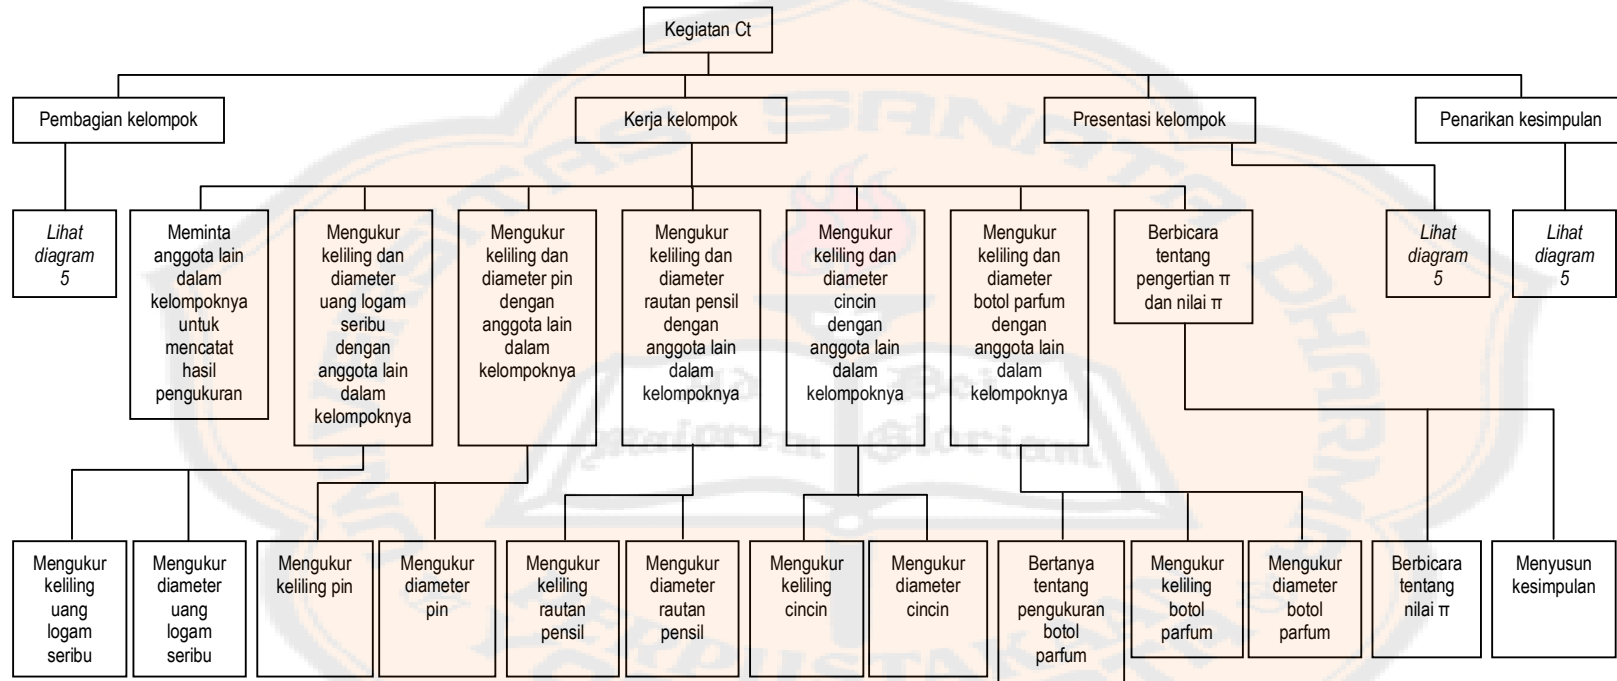 Kegiatan Ct
Pembagian kelompok
Kerja kelompok
Presentasi kelompok
Penarikan kesimpulan
Lihat
diagram
5
Meminta
anggota lain
dalam
kelompoknya
untuk
mencatat
hasil
pengukuran
Mengukur
keliling dan
diameter
uang logam
seribu
dengan
anggota lain
dalam
kelompoknya
Mengukur
keliling dan
diameter pin
dengan
anggota lain
dalam
kelompoknya
Mengukur
keliling dan
diameter
rautan pensil
dengan
anggota lain
dalam
kelompoknya
Mengukur
keliling dan
diameter
cincin
dengan
anggota lain
dalam
kelompoknya
Mengukur
keliling dan
diameter
botol parfum
dengan
anggota lain
dalam
kelompoknya
Berbicara
tentang
pengertian π
dan nilai π
Lihat
diagram
5
Lihat
diagram
5
Mengukur
keliling
uang
logam
seribu
Mengukur
diameter
uang
logam
seribu
Mengukur
keliling pin
Mengukur
diameter
pin
Mengukur
keliling
rautan
pensil
Mengukur
diameter
rautan
pensil
Mengukur
keliling
cincin
Mengukur
diameter
cincin
Bertanya
tentang
pengukuran
botol
parfum
Mengukur
keliling
botol
parfum
Mengukur
diameter
botol
parfum
Berbicara
tentang
nilai π
Menyusun
kesimpulan
UNIVERSITAS SANATA DHARMA
Ad Dei
Maiorem Gloriam